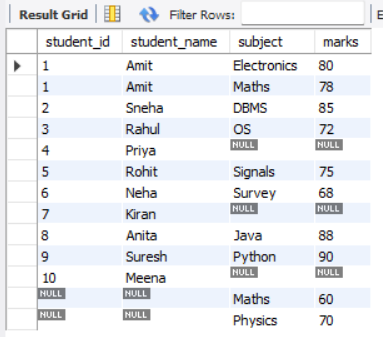 Result Grid Filter Rows:
student_id student_name subject marks
1 Amit Electronics 80
1 Amit Maths 78
2 Sneha DBMS 85
3 Rahul OS 72
4 Priya NULL NULL
5 Rohit Signals 75
6 Neha Survey 68
7 Kiran NULL NULL
8 Anita Java 88
9 Suresh Python 90
10 Meena NULL NULL
NULL NULL Maths 60
NULL NULL Physics 70